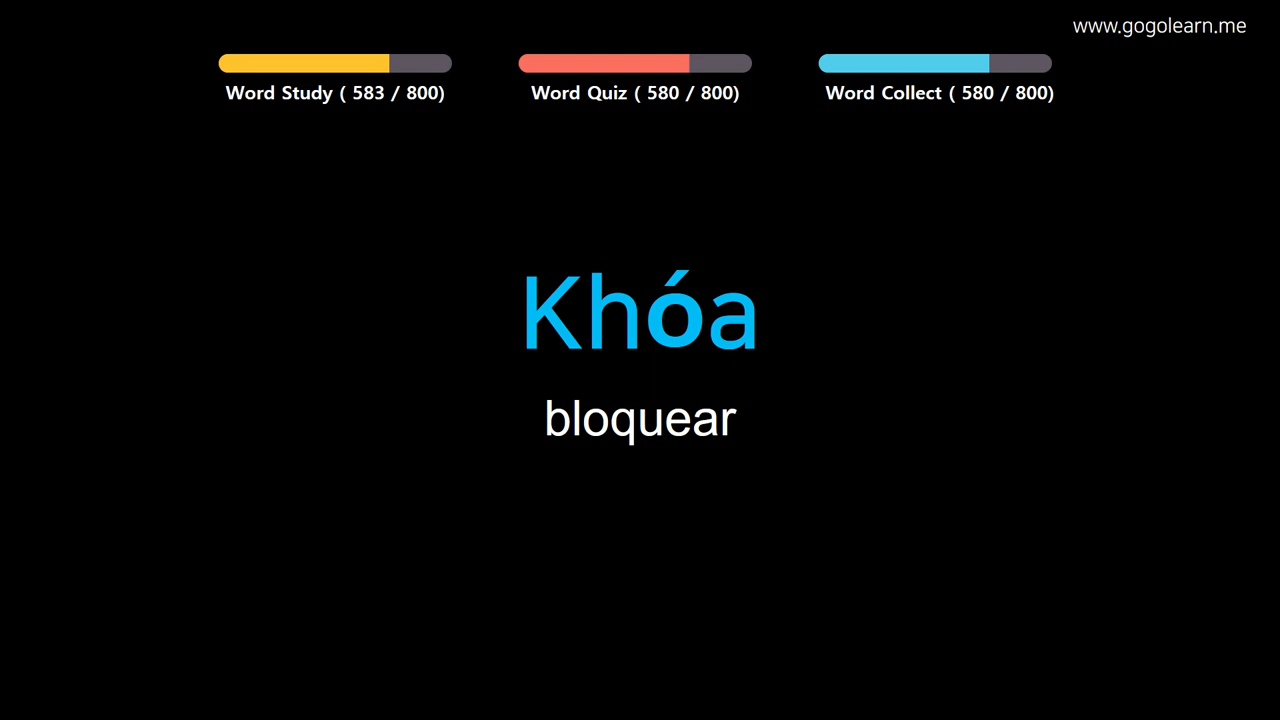 www.gogolearn.me
Word Study ( 583 / 800)
Word Quiz ( 580 / 800)
Word Collect ( 580 / 800)
Khóa
bloquear